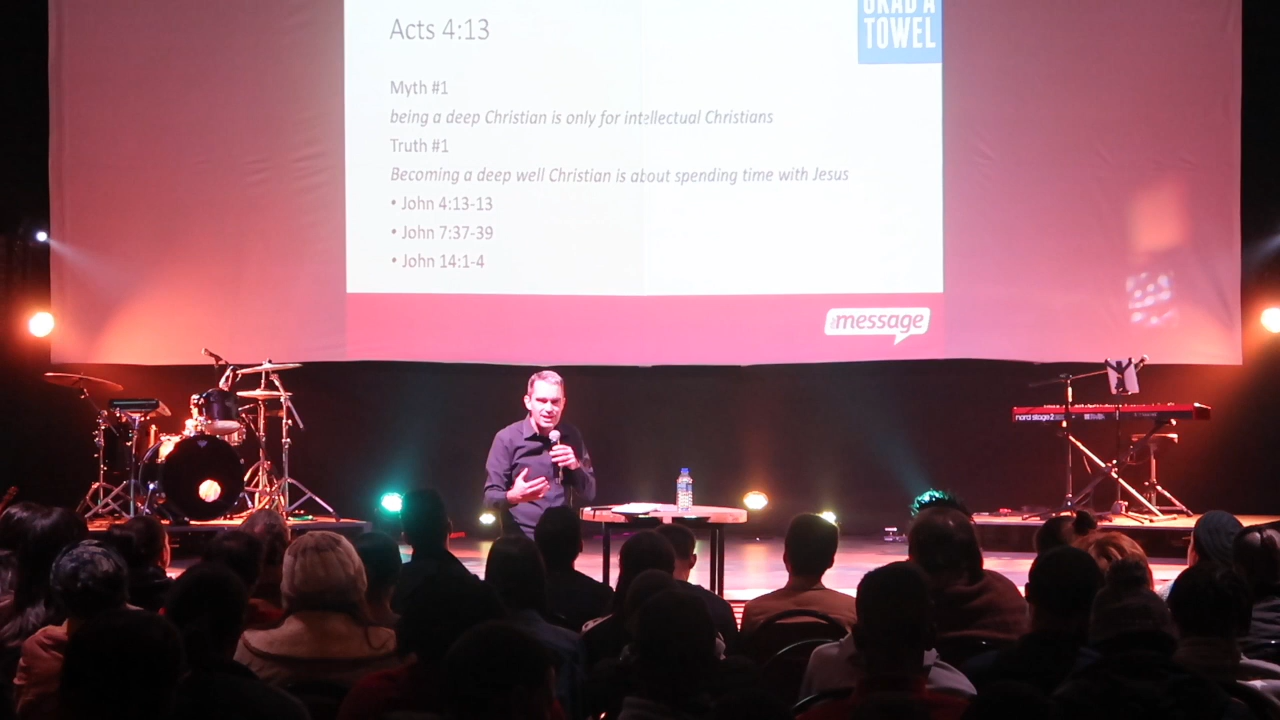 GRAB A
TOWEL
Acts 4:13
Myth #1
being a deep Christian is only for intellectual Christians
Truth #1
Becoming a deep well Christian is about spending time with Jesus
• John 4:13-13
• John 7:37-39
• John 14:1-4
the message
nord stage 2